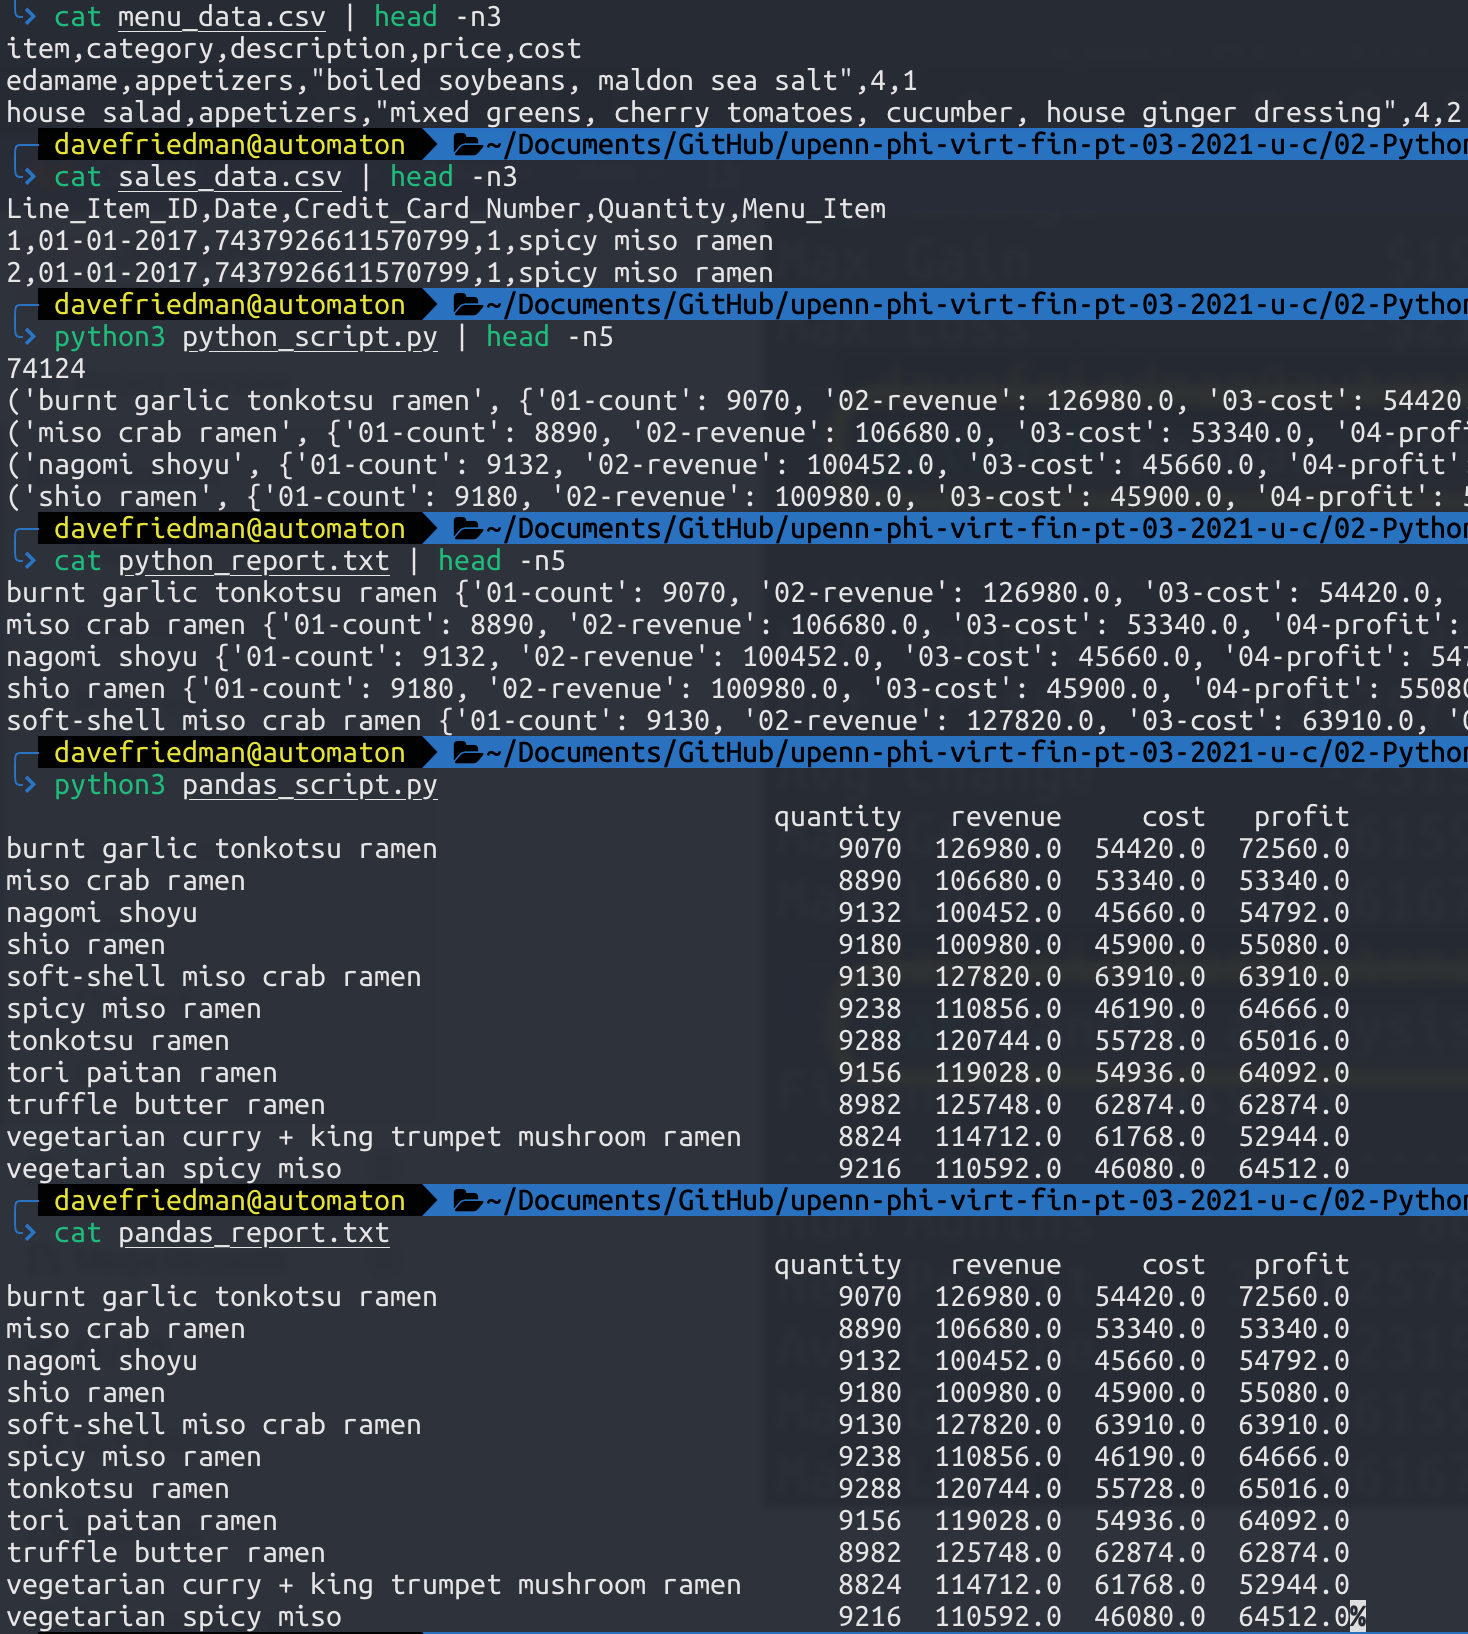 cat menu_data.csv | head -n3
item,category,description,price,cost
edamame,appetizers,"boiled soybeans, maldon sea salt",4,1
house salad,appetizers,"mixed greens, cherry tomatoes, cucumber, house ginger dressing",4,2
davefriedman@automaton ~/Documents/GitHub/upenn-phi-virt-fin-pt-03-2021-u-c/02-Python
cat sales_data.csv | head -n3
Line_Item_ID,Date,Credit_Card_Number,Quantity,Menu_Item
1,01-01-2017,7437926611570799,1,spicy miso ramen
2,01-01-2017,7437926611570799,1,spicy miso ramen
davefriedman@automaton ~/Documents/GitHub/upenn-phi-virt-fin-pt-03-2021-u-c/02-Python
python3 python_script.py | head -n5
74124
('burnt garlic tonkotsu ramen', {'01-count': 9070, '02-revenue': 126980.0, '03-cost': 54420
('miso crab ramen', {'01-count': 8890, '02-revenue': 106680.0, '03-cost': 53340.0, '04-prof
('nagomi shoyu', {'01-count': 9132, '02-revenue': 100452.0, '03-cost': 45660.0, '04-profit'
('shio ramen', {'01-count': 9180, '02-revenue': 100980.0, '03-cost': 45900.0, '04-profit': 5
davefriedman@automaton ~/Documents/GitHub/upenn-phi-virt-fin-pt-03-2021-u-c/02-Python
cat python_report.txt | head -n5
burnt garlic tonkotsu ramen {'01-count': 9070, '02-revenue': 126980.0, '03-cost': 54420.0,
miso crab ramen {'01-count': 8890, '02-revenue': 106680.0, '03-cost': 53340.0, '04-profit':
nagomi shoyu {'01-count': 9132, '02-revenue': 100452.0, '03-cost': 45660.0, '04-profit': 547
shio ramen {'01-count': 9180, '02-revenue': 100980.0, '03-cost': 45900.0, '04-profit': 55080
soft-shell miso crab ramen {'01-count': 9130, '02-revenue': 127820.0, '03-cost': 63910.0, '0
davefriedman@automaton ~/Documents/GitHub/upenn-phi-virt-fin-pt-03-2021-u-c/02-Python
python3 pandas_script.py
quantity revenue cost profit
burnt garlic tonkotsu ramen 9070 126980.0 54420.0 72560.0
miso crab ramen 8890 106680.0 53340.0 53340.0
nagomi shoyu 9132 100452.0 45660.0 54792.0
shio ramen 9180 100980.0 45900.0 55080.0
soft-shell miso crab ramen 9130 127820.0 63910.0 63910.0
spicy miso ramen 9238 110856.0 46190.0 64666.0
tonkotsu ramen 9288 120744.0 55728.0 65016.0
tori paitan ramen 9156 119028.0 54936.0 64092.0
truffle butter ramen 8982 125748.0 62874.0 62874.0
vegetarian curry + king trumpet mushroom ramen 8824 114712.0 61768.0 52944.0
vegetarian spicy miso 9216 110592.0 46080.0 64512.0
davefriedman@automaton ~/Documents/GitHub/upenn-phi-virt-fin-pt-03-2021-u-c/02-Python
cat pandas_report.txt
quantity revenue cost profit
burnt garlic tonkotsu ramen 9070 126980.0 54420.0 72560.0
miso crab ramen 8890 106680.0 53340.0 53340.0
nagomi shoyu 9132 100452.0 45660.0 54792.0
shio ramen 9180 100980.0 45900.0 55080.0
soft-shell miso crab ramen 9130 127820.0 63910.0 63910.0
spicy miso ramen 9238 110856.0 46190.0 64666.0
tonkotsu ramen 9288 120744.0 55728.0 65016.0
tori paitan ramen 9156 119028.0 54936.0 64092.0
truffle butter ramen 8982 125748.0 62874.0 62874.0
vegetarian curry + king trumpet mushroom ramen 8824 114712.0 61768.0 52944.0
vegetarian spicy miso 9216 110592.0 46080.0 64512.0%